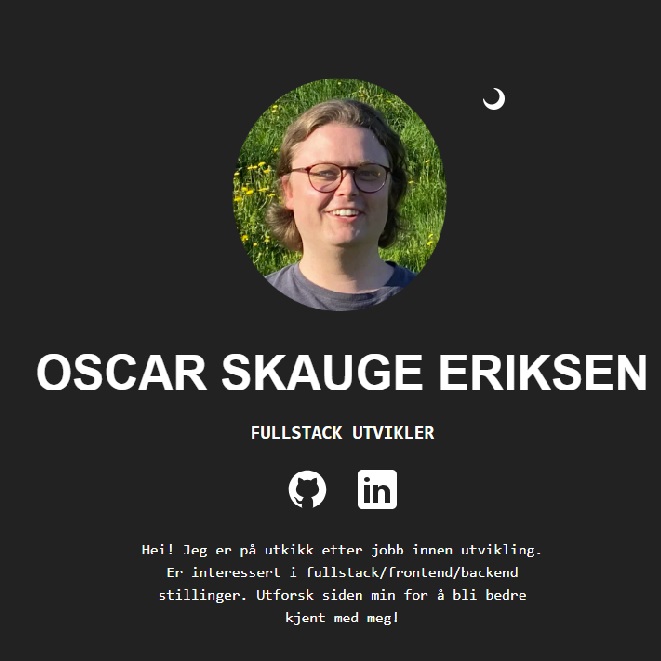 OSCAR SKAUGE ERIKSEN
FULLSTACK UTVIKLER
in
Hei! Jeg er på utkikk etter jobb innen utvikling.
Er interessert i fullstack/frontend/backend
stillinger. Utforsk siden min for å bli bedre
kjent med meg!